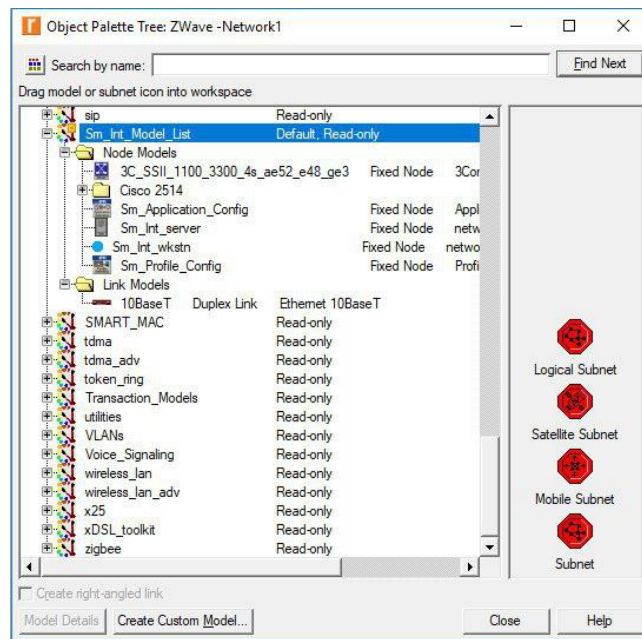 Object Palette Tree: ZWave -Network1
Search by name:
Find Next
Drag model or subnet icon into workspace
sip Read-only
Sm_Int_Model_List Default, Read-only
Node Models
3C_SSII_1100_3300_4s_ae52_e48_ge3 Fixed Node 3Cor
Cisco 2514
Sm_Application_Config Fixed Node Appl
Sm_Int_server Fixed Node netw
Sm_Int_wkstn Fixed Node netwo
Sm_Profile_Config Fixed Node Profi
Link Models
10BaseT Duplex Link Ethernet 10BaseT
SMART_MAC Read-only
tdma Read-only
tdma_adv Read-only
token_ring Read-only
Transaction_Models Read-only
utilities Read-only
VLANs Read-only
Voice_Signaling Read-only
wireless_lan Read-only
wireless_lan_adv Read-only
x25 Read-only
xDSL_toolkit Read-only
zigbee Read-only
Logical Subnet
Satellite Subnet
Mobile Subnet
Subnet
Create right-angled link
Model Details Create Custom Model... Close Help